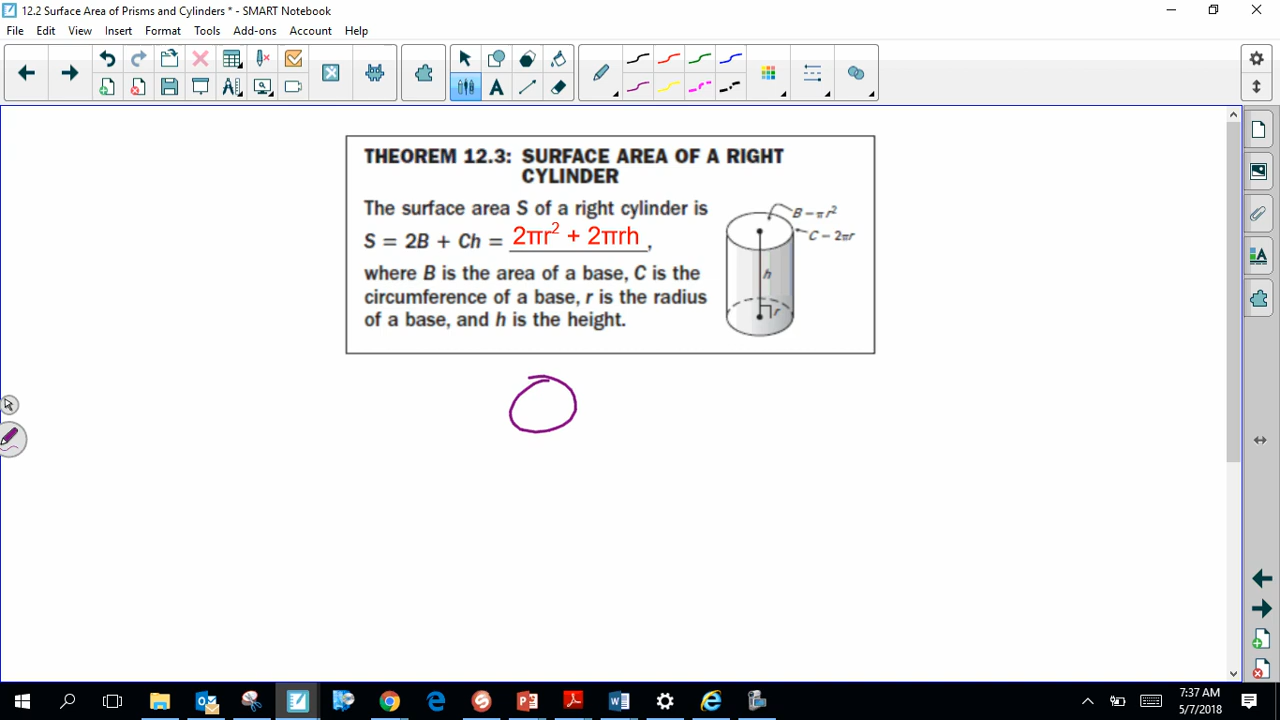 12.2 Surface Area of Prisms and Cylinders * - SMART Notebook
File Edit View Insert Format Tools Add-ons Account Help
THEOREM 12.3: SURFACE AREA OF A RIGHT
CYLINDER
The surface area S of a right cylinder is
S = 2B + Ch = 2πr² + 2πrh,
where B is the area of a base, C is the
circumference of a base, r is the radius
of a base, and h is the height.
B = πr²
C = 2πr
h
r
7:37 AM
5/7/2018